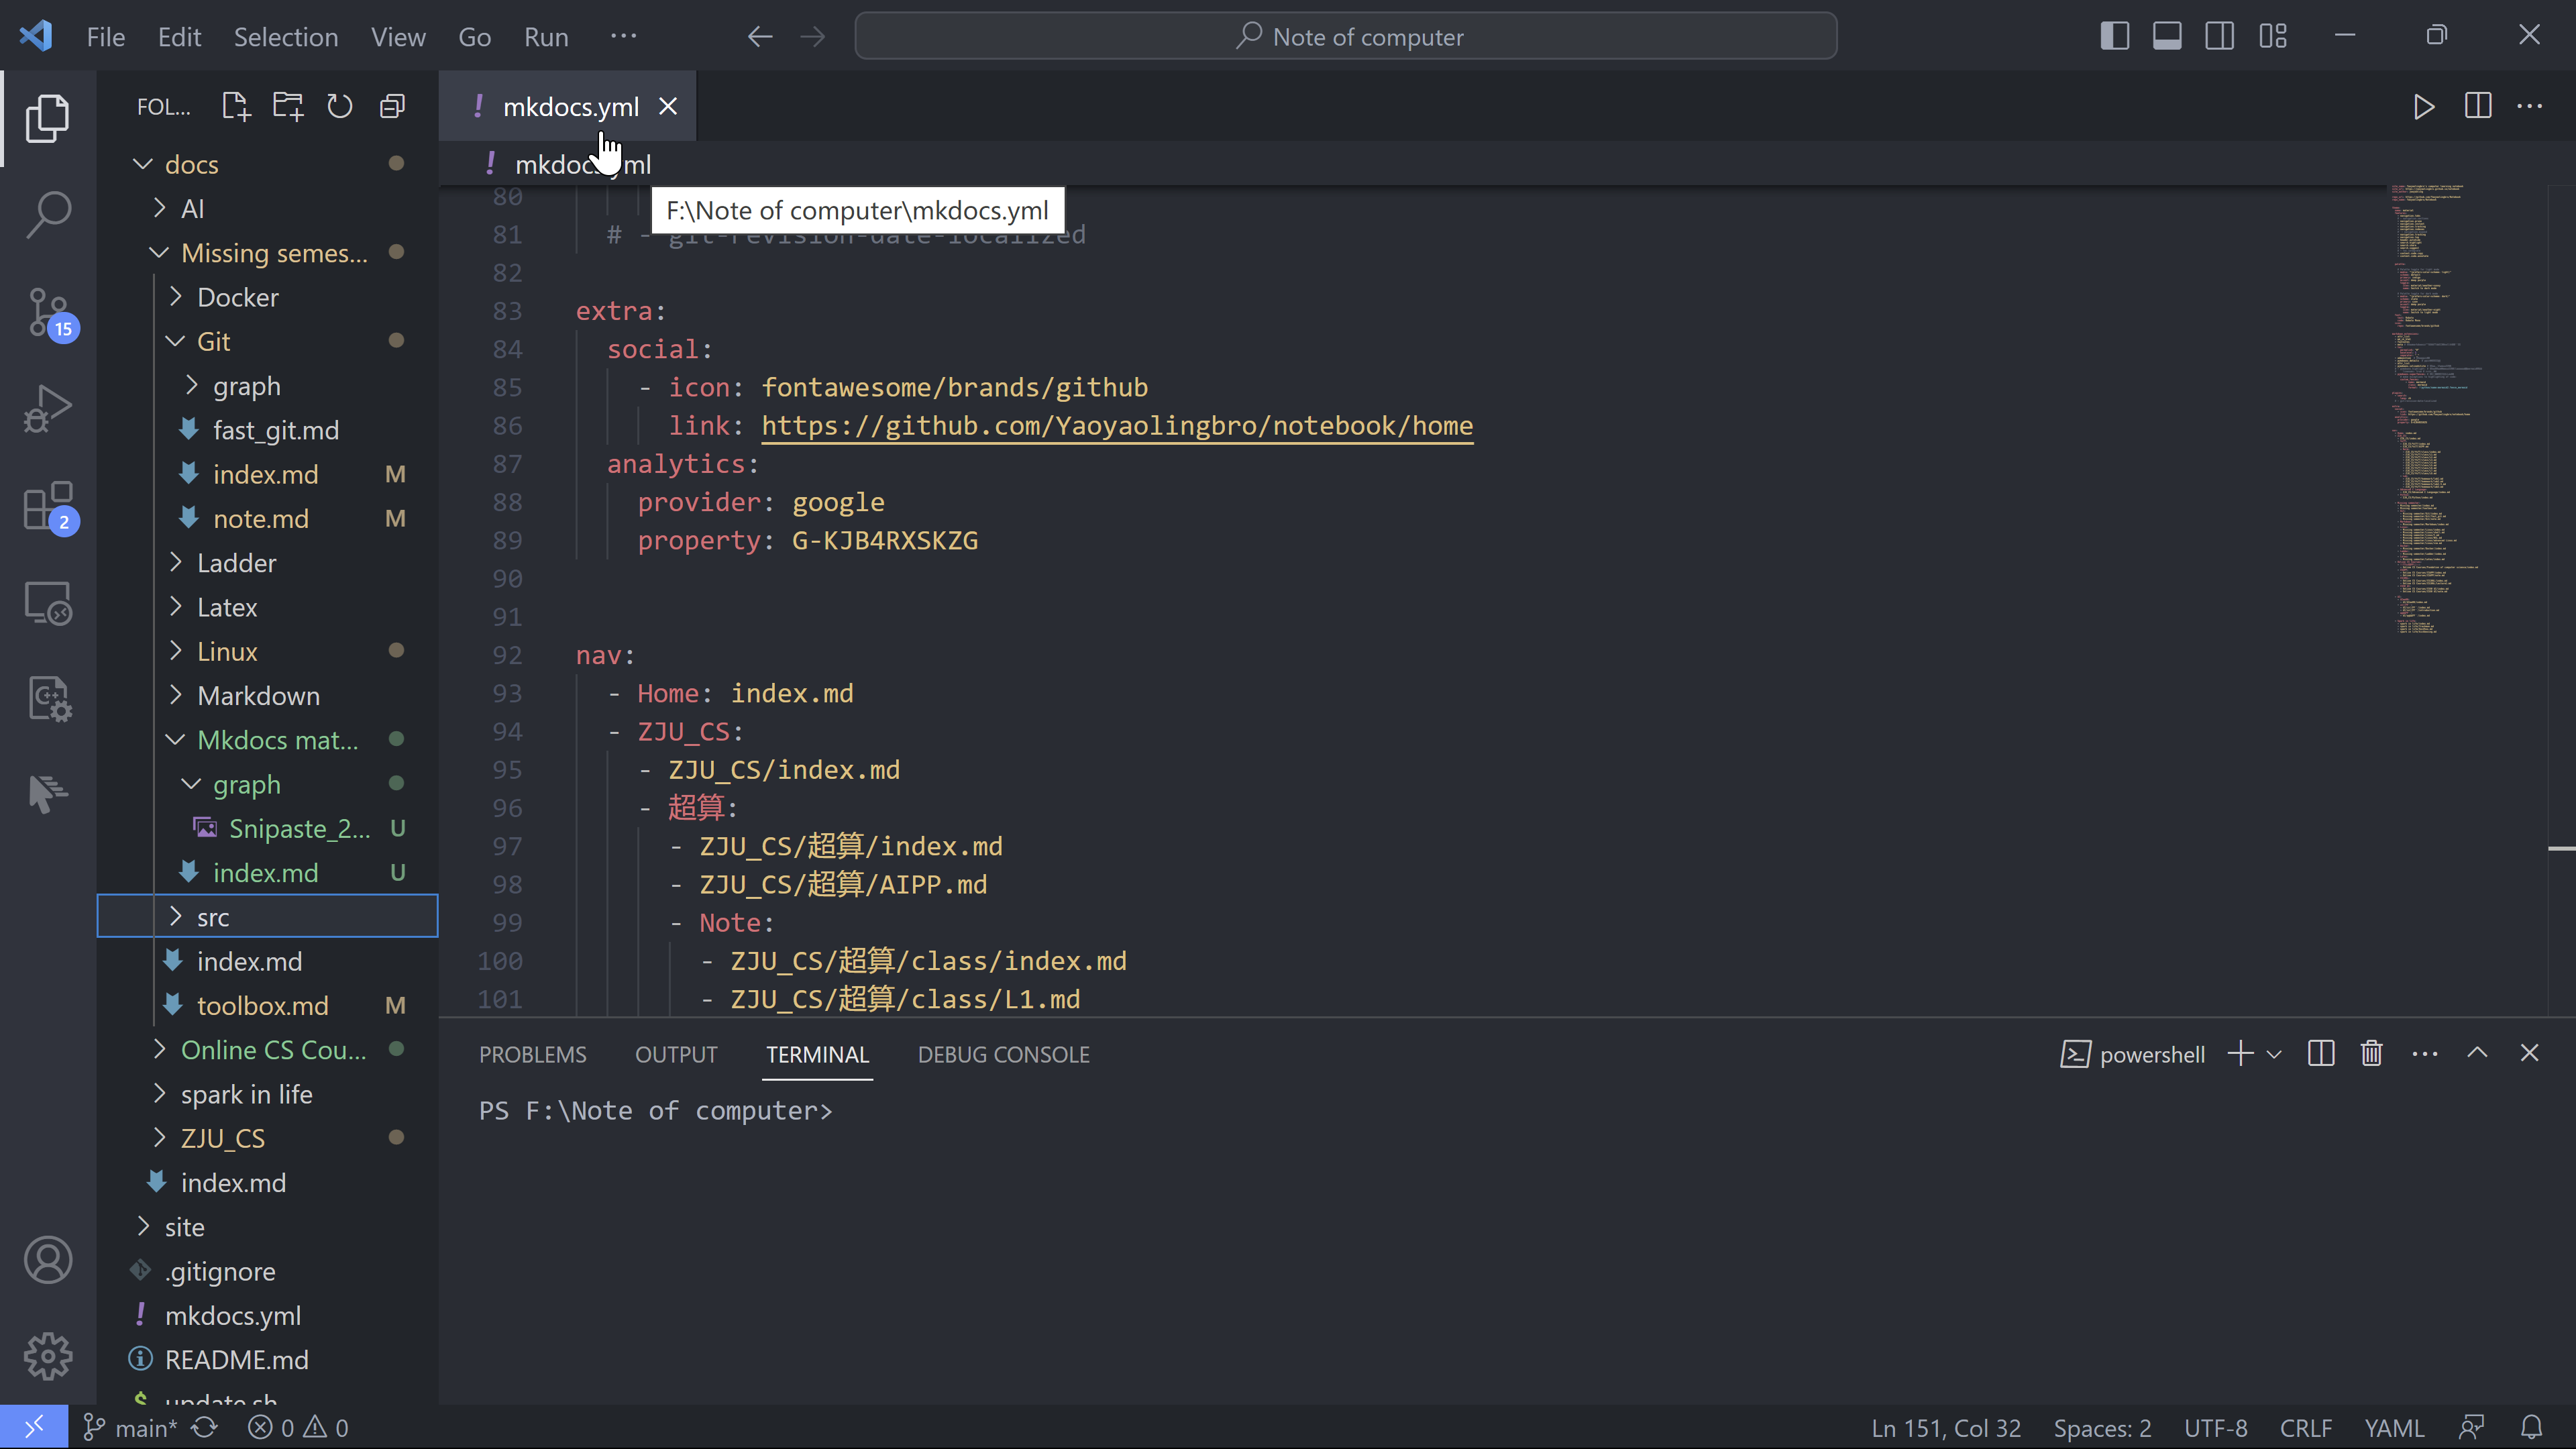 File Edit Selection View Go Run ··· Note of computer
FOL...
docs
AI
Missing semes...
Docker
Git
graph
fast_git.md
index.md M
note.md M
Ladder
Latex
Linux
Markdown
Mkdocs mat...
graph
Snipaste_2... U
index.md U
src
index.md
toolbox.md M
Online CS Cou...
spark in life
ZJU_CS
index.md
site
.gitignore
mkdocs.yml
README.md
update.sh
15
2
mkdocs.yml
F:\Note of computer\mkdocs.yml
80
81 # - git-revision-date-localized
82
83 extra:
84 social:
85 - icon: fontawesome/brands/github
86 link: https://github.com/Yaoyaolingbro/notebook/home
87 analytics:
88 provider: google
89 property: G-KJB4RXSKZG
90
91
92 nav:
93 - Home: index.md
94 - ZJU_CS:
95 - ZJU_CS/index.md
96 - 超算:
97 - ZJU_CS/超算/index.md
98 - ZJU_CS/超算/AIPP.md
99 - Note:
100 - ZJU_CS/超算/class/index.md
101 - ZJU_CS/超算/class/L1.md
PROBLEMS OUTPUT TERMINAL DEBUG CONSOLE powershell
PS F:\Note of computer>
main* 0 0 Ln 151, Col 32 Spaces: 2 UTF-8 CRLF YAML